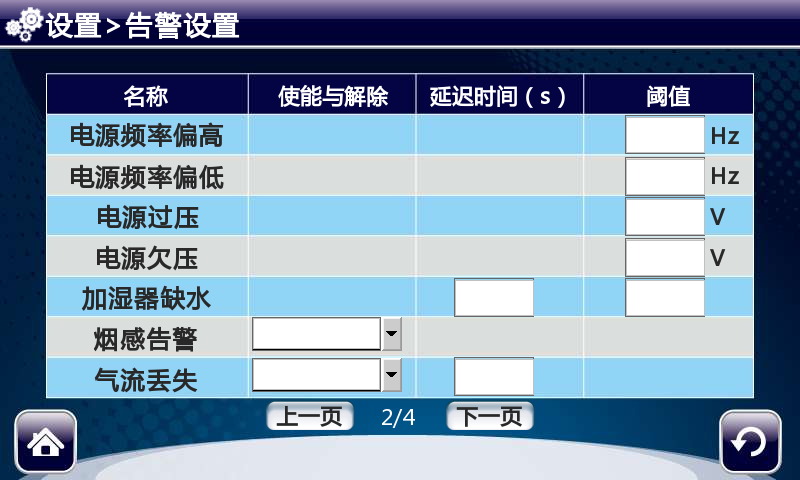 设置>告警设置
名称 使能与解除 延迟时间（s） 阈值
电源频率偏高 Hz
电源频率偏低 Hz
电源过压 V
电源欠压 V
加湿器缺水
烟感告警
气流丢失
上一页 2/4 下一页